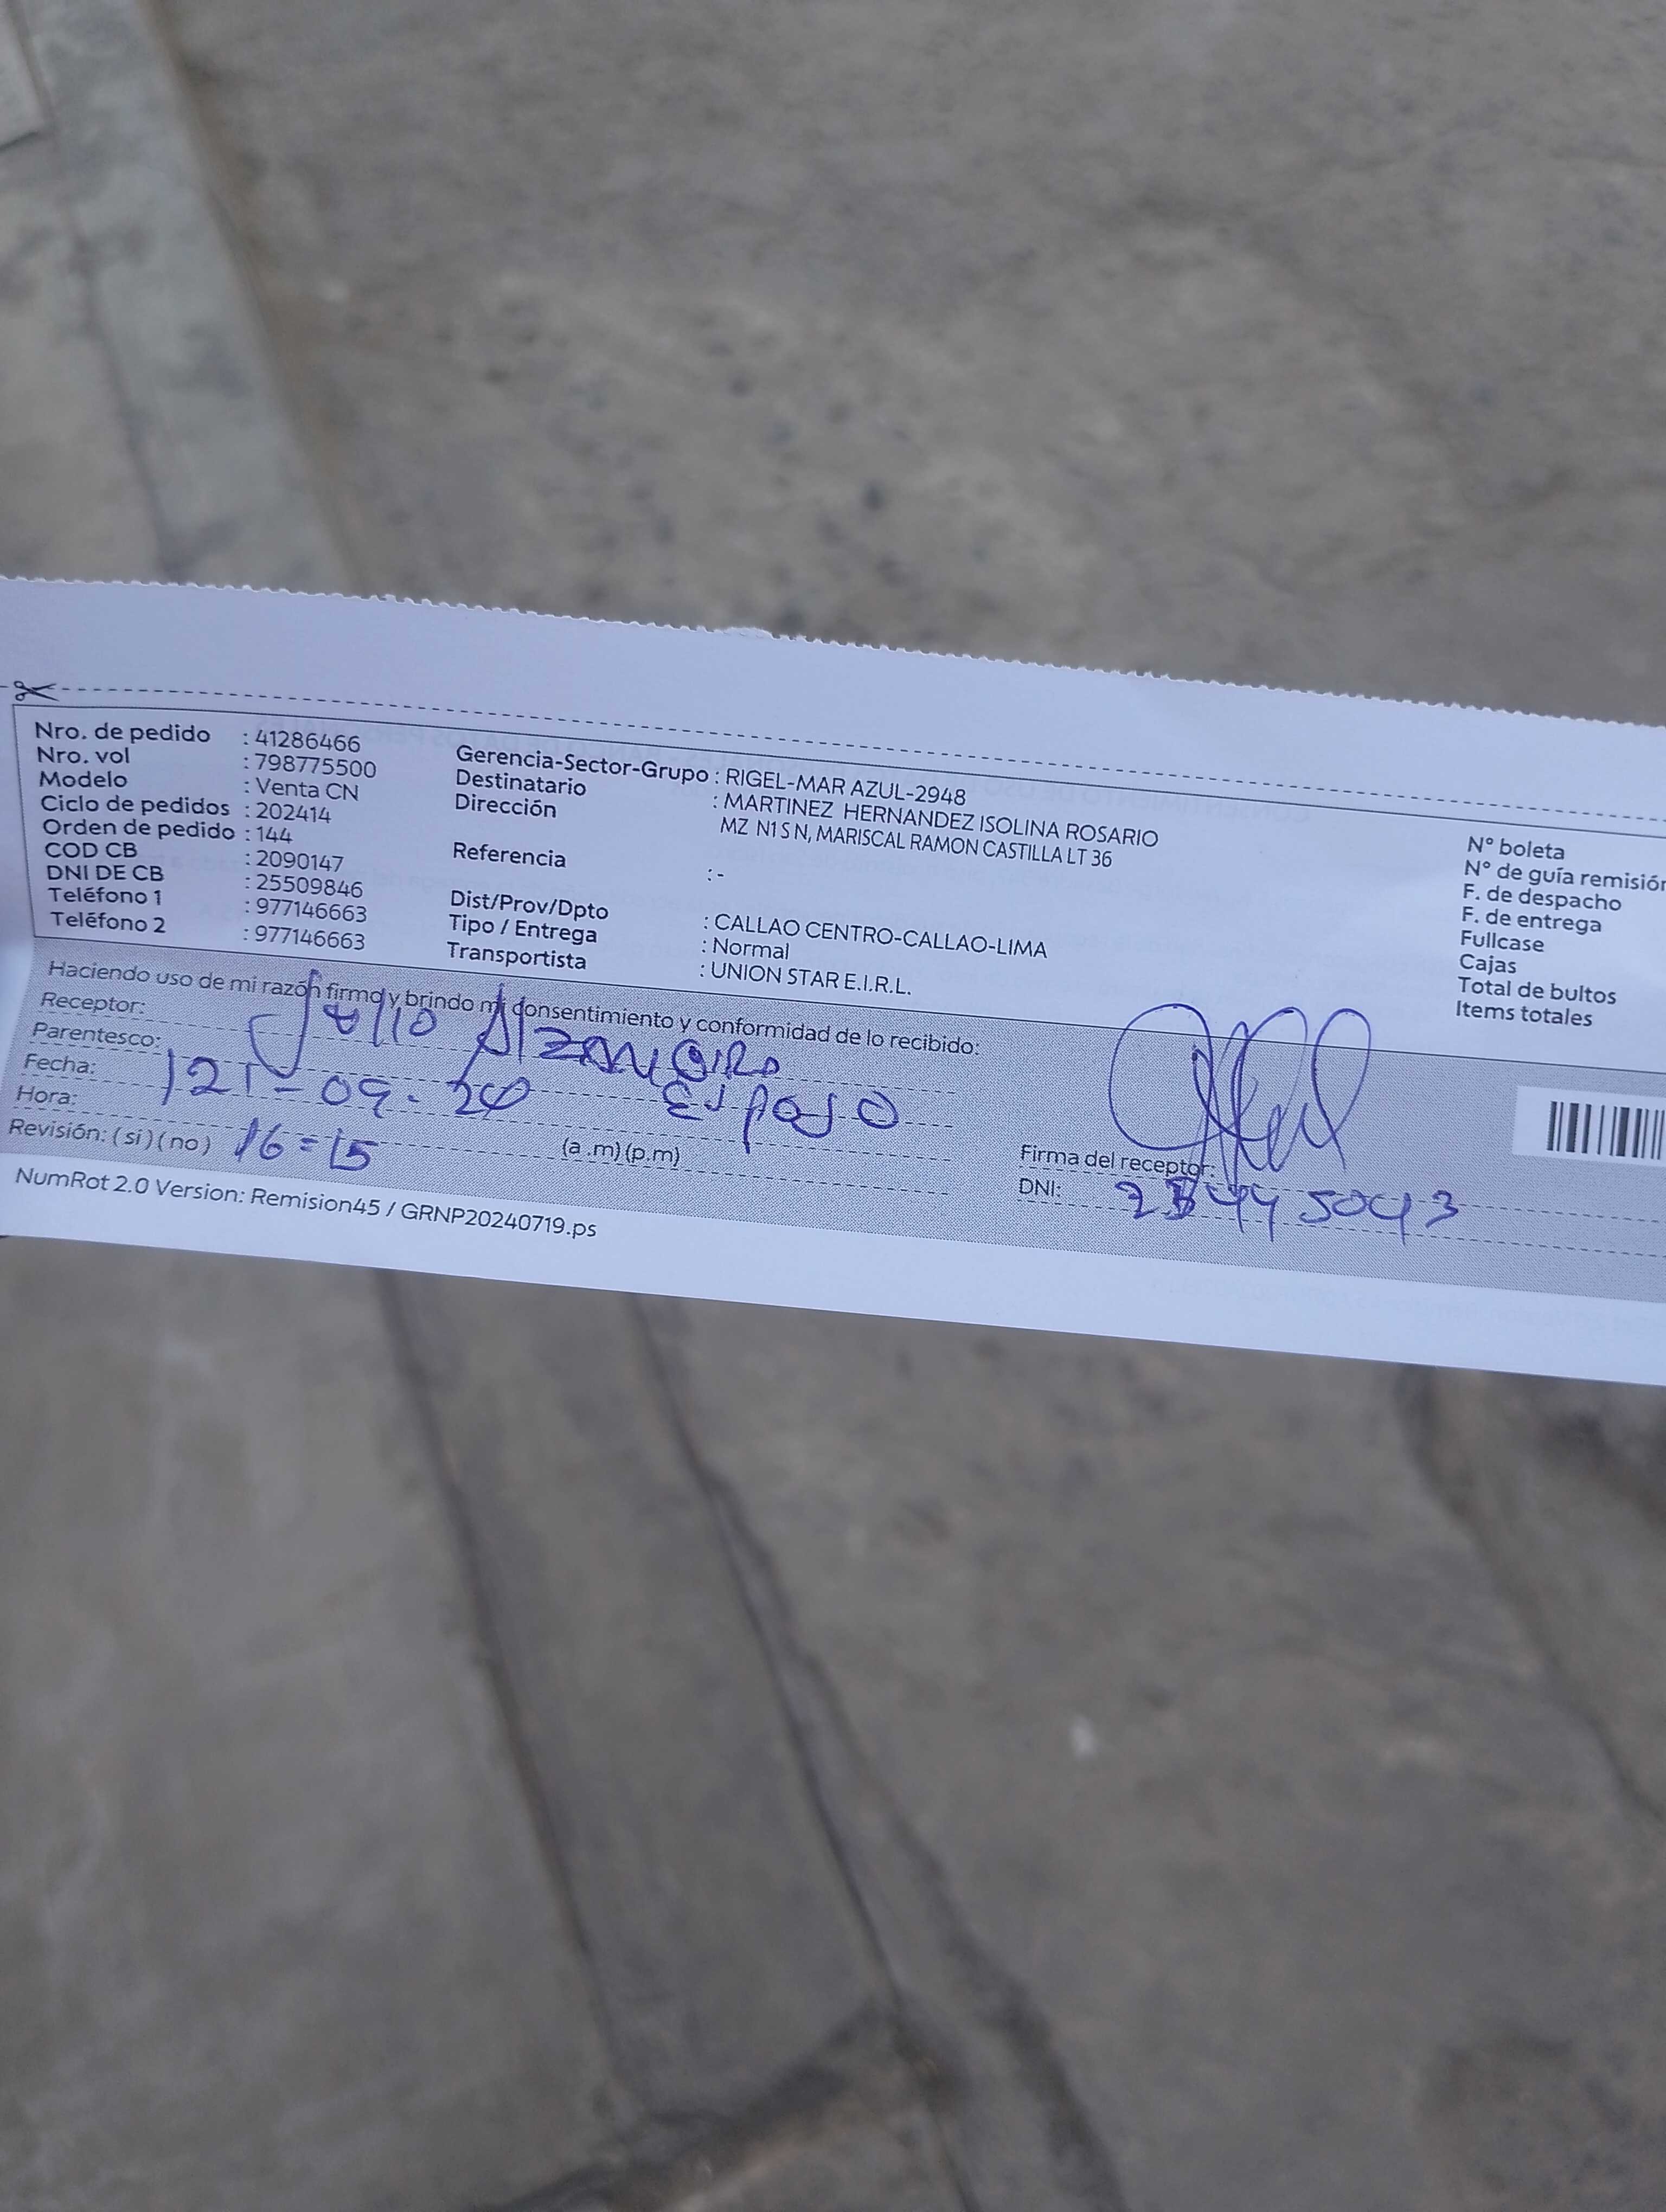 Nro. de pedido : 41286466
Nro. vol : 798775500
Modelo : Venta CN
Ciclo de pedidos : 202414
Orden de pedido : 144
COD CB : 2090147
DNI DE CB : 25509846
Teléfono 1 : 977146663
Teléfono 2 : 977146663
Gerencia-Sector-Grupo : RIGEL-MAR AZUL-2948
Destinatario : MARTINEZ HERNANDEZ ISOLINA ROSARIO
Dirección MZ N1 S N, MARISCAL RAMON CASTILLA LT 36
Referencia : -
Dist/Prov/Dpto : CALLAO CENTRO-CALLAO-LIMA
Tipo / Entrega : Normal
Transportista : UNION STAR E.I.R.L.
N° boleta
N° de guía remisión
F. de despacho
F. de entrega
Fullcase
Cajas
Total de bultos
Items totales
Haciendo uso de mi razón firmo y brindo mi consentimiento y conformidad de lo recibido:
Receptor:
Parentesco: Esposo
Fecha:
Hora: 16=15 (a .m) (p.m)
Revisión: ( si ) ( no )
Firma del receptor:
DNI:
NumRot 2.0 Version: Remision45 / GRNP20240719.ps